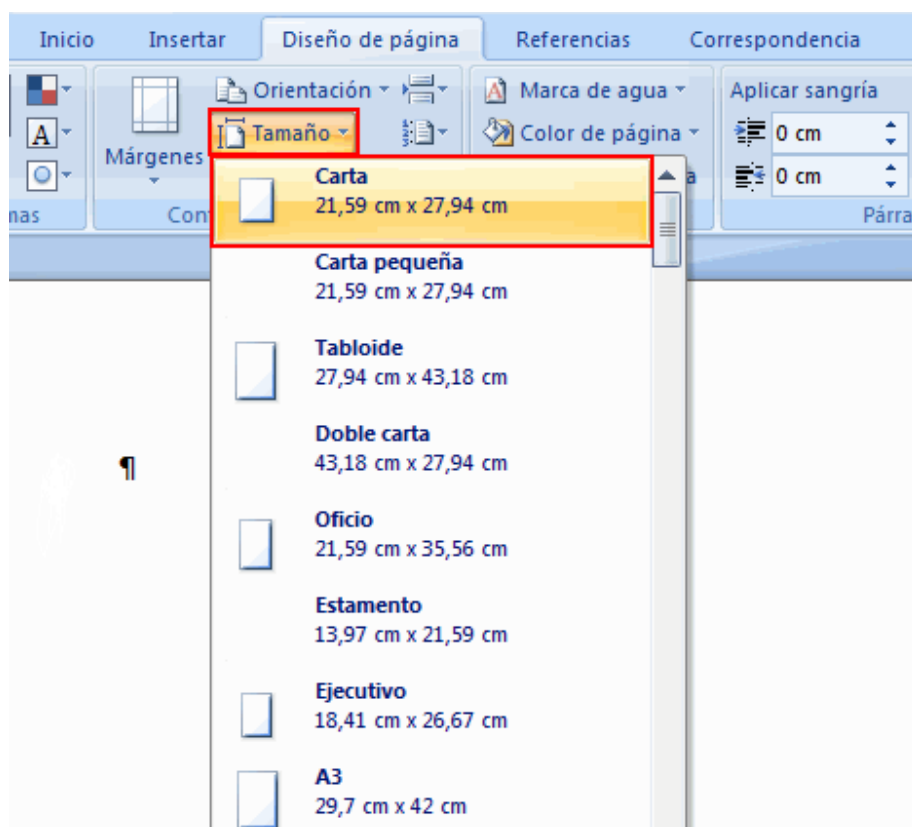 Inicio Insertar Diseño de página Referencias Correspondencia
Orientación Marca de agua Aplicar sangría
A Tamaño Color de página 0 cm
Márgenes 0 cm
Carta
21,59 cm x 27,94 cm
Carta pequeña
21,59 cm x 27,94 cm
Tabloide
27,94 cm x 43,18 cm
Doble carta
43,18 cm x 27,94 cm
¶
Oficio
21,59 cm x 35,56 cm
Estamento
13,97 cm x 21,59 cm
Ejecutivo
18,41 cm x 26,67 cm
A3
29,7 cm x 42 cm